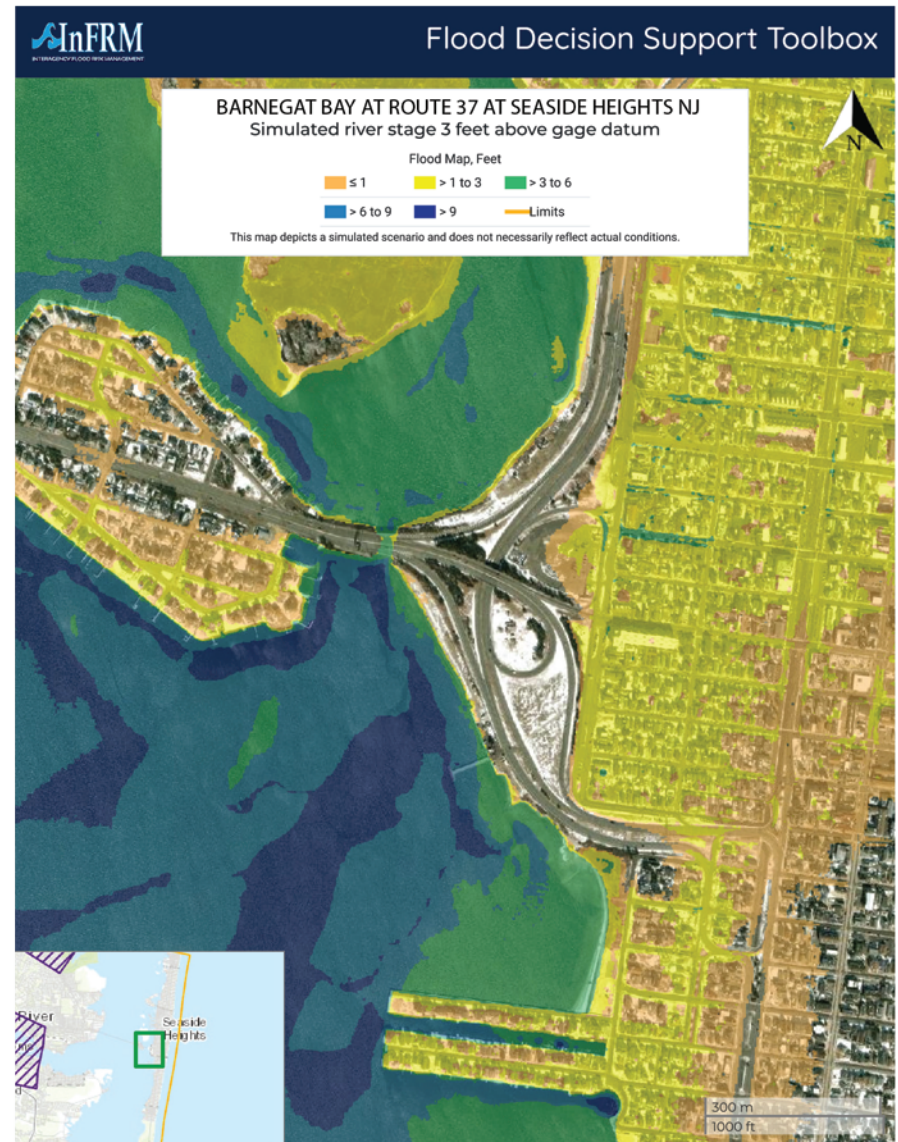 InFRM
INTERAGENCY FLOOD RISK MANAGEMENT
Flood Decision Support Toolbox
BARNEGAT BAY AT ROUTE 37 AT SEASIDE HEIGHTS NJ
Simulated river stage 3 feet above gage datum
Flood Map, Feet
≤ 1 > 1 to 3 > 3 to 6
> 6 to 9 > 9 Limits
This map depicts a simulated scenario and does not necessarily reflect actual conditions.
N
River
Seaside
Heights
300 m
1000 ft